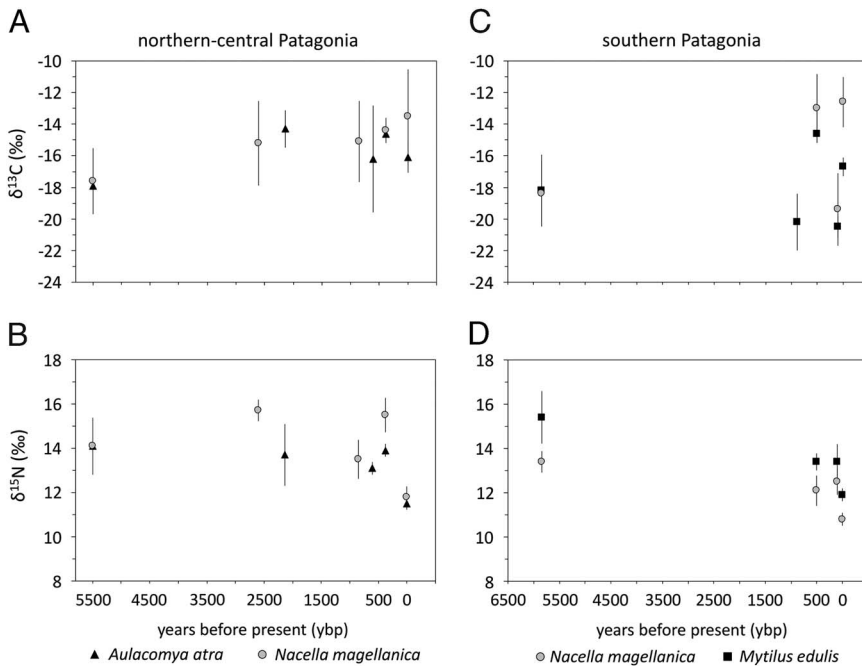 A
northern-central Patagonia
C
southern Patagonia
-10
-12
-14
-16
-18
-20
-22
-24
δ13C (‰)
-10
-12
-14
-16
-18
-20
-22
-24
B
18
16
14
12
10
8
δ15N (‰)
5500 4500 3500 2500 1500 500 0
years before present (ybp)
D
18
16
14
12
10
8
6500 5500 4500 3500 2500 1500 500 0
years before present (ybp)
Aulacomya atra Nacella magellanica
Nacella magellanica Mytilus edulis